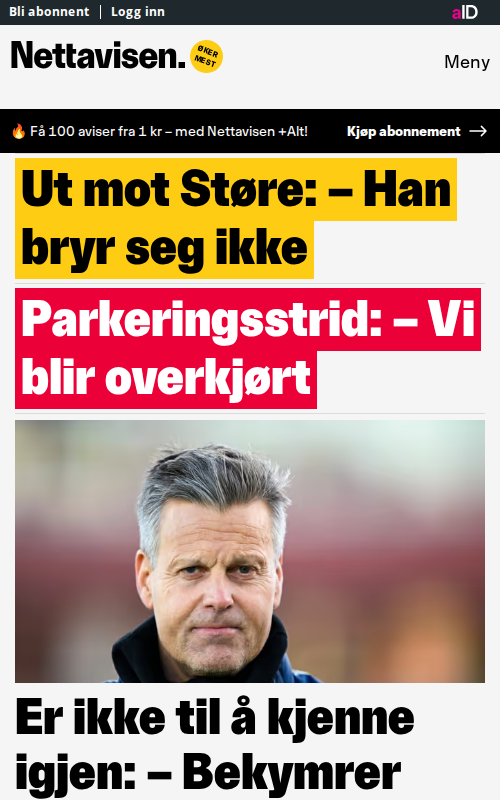 Bli abonnent | Logg inn
aID
Nettavisen.
ØKER
MEST
Meny
🔥 Få 100 aviser fra 1 kr – med Nettavisen +Alt!
Kjøp abonnement →
Ut mot Støre: – Han
bryr seg ikke
Parkeringsstrid: – Vi
blir overkjørt
Er ikke til å kjenne
igjen: – Bekymrer